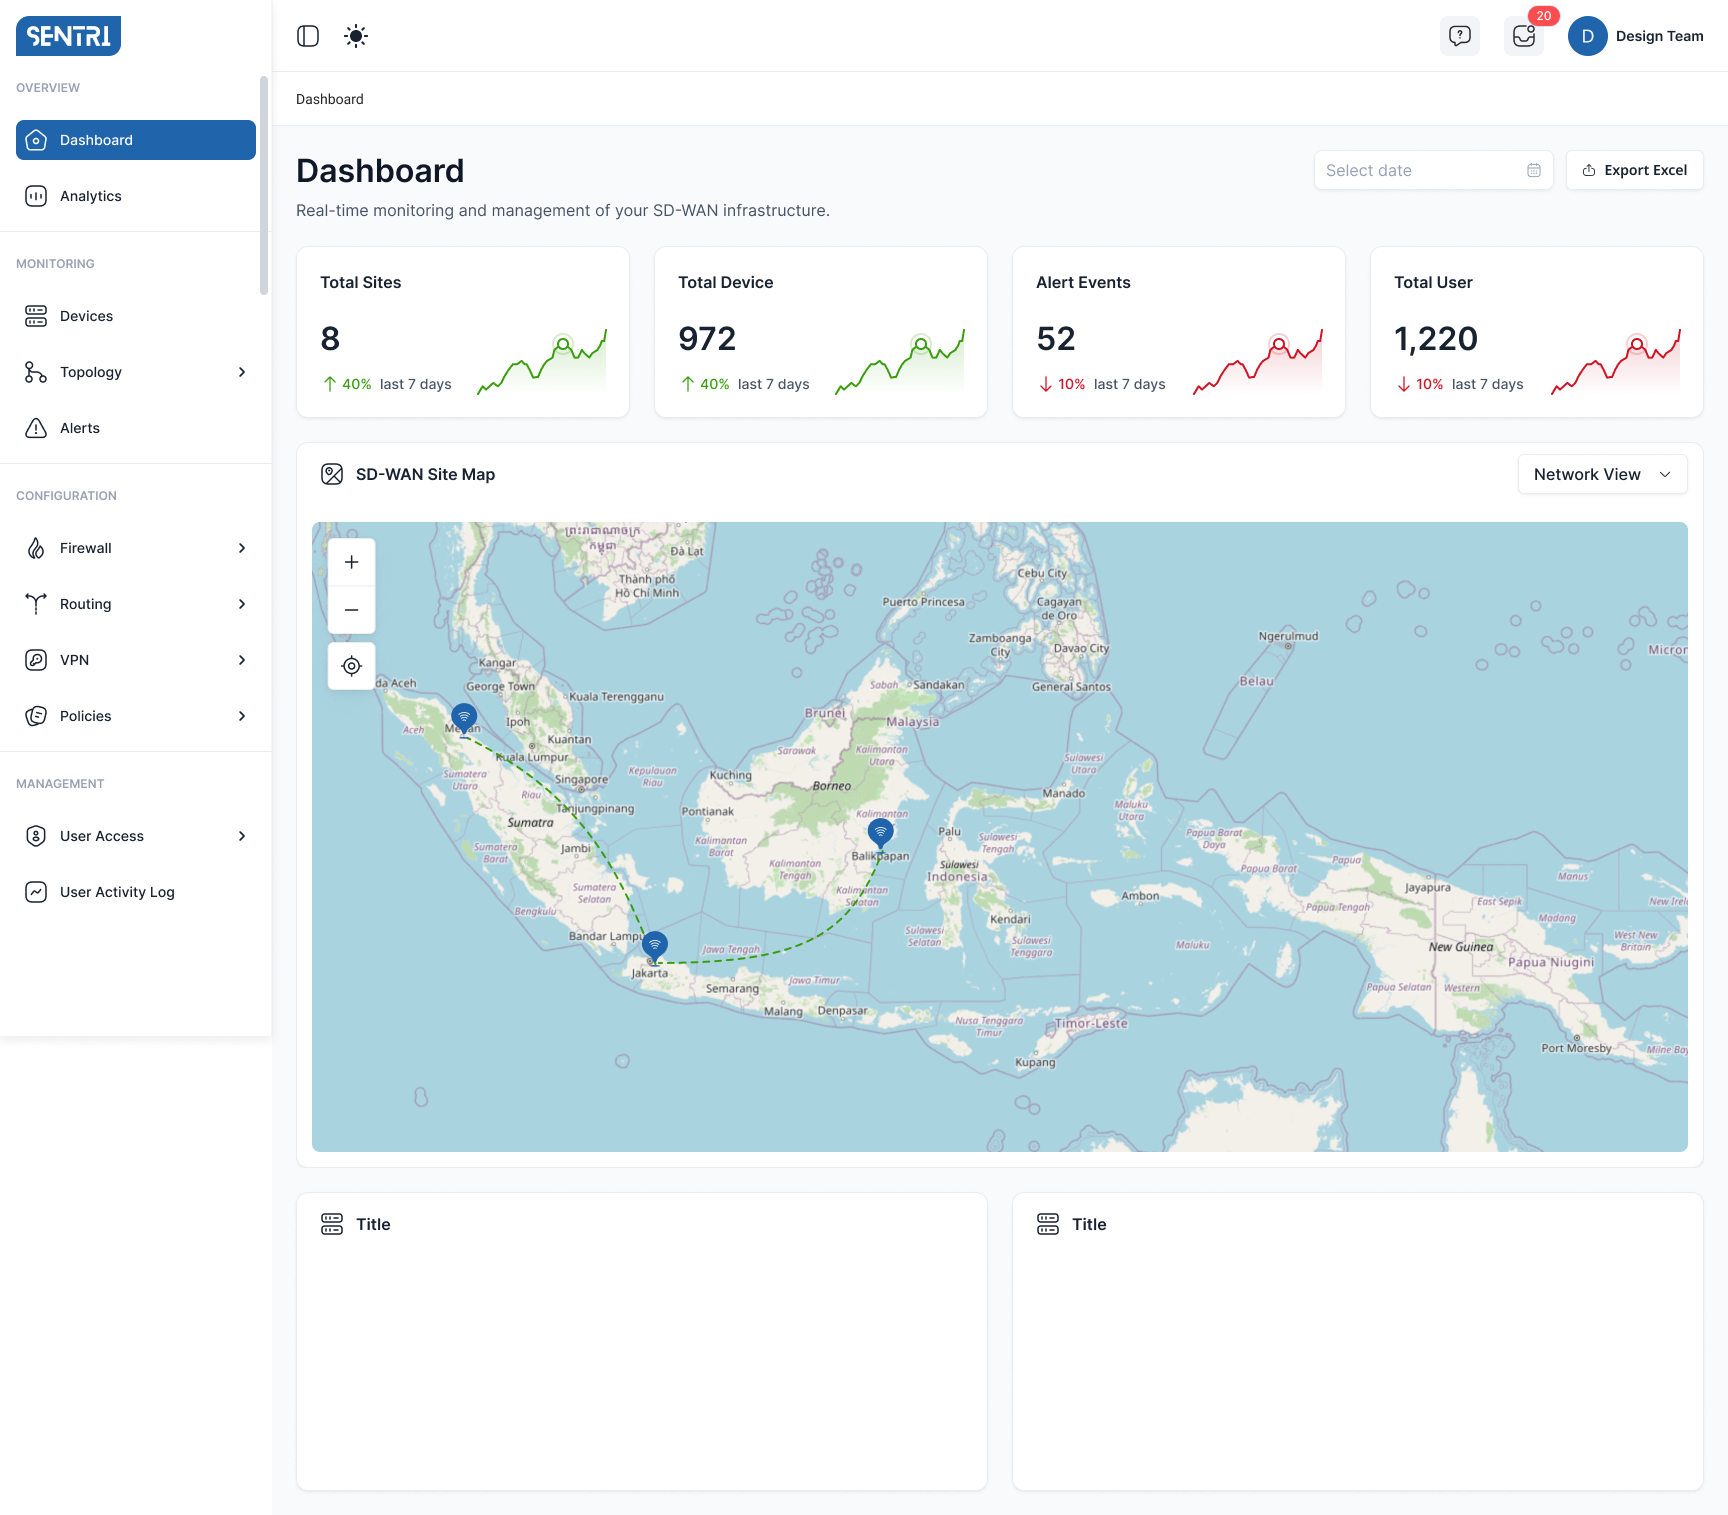 SENTRI
20
D
Design Team
OVERVIEW
Dashboard
Analytics
MONITORING
Devices
Topology
Alerts
CONFIGURATION
Firewall
Routing
VPN
Policies
MANAGEMENT
User Access
User Activity Log
Dashboard
Dashboard
Real-time monitoring and management of your SD-WAN infrastructure.
Select date
Export Excel
Total Sites
8
40% last 7 days
Total Device
972
40% last 7 days
Alert Events
52
10% last 7 days
Total User
1,220
10% last 7 days
SD-WAN Site Map
Network View
កម្ពុជា
Đà Lạt
Thành phố
Hồ Chí Minh
Cebu City
Puerto Princesa
Cagayan
de Oro
Zamboanga
City
Davao City
General Santos
Ngerulmud
Belau
Micron
Kangar
George Town
Kuala Terengganu
da Aceh
Aceh
Ipoh
Kuantan
Kuala Lumpur
Sabah
Sandakan
Brunei
Malaysia
Sarawak
Kalimantan
Utara
Sumatera
Utara
Riau
Singapore
Tanjungpinang
Kepulauan
Riau
Kuching
Pontianak
Borneo
Sumatra
Jambi
Sumatera
Barat
Sumatera
Selatan
Bengkulu
Bandar Lampu
Kalimantan
Barat
Kalimantan
Tengah
Kalimantan
Balikpapan
Kalimantan
Selatan
Sulawesi
Utara
Manado
Maluku
Utara
Palu
Sulawesi
Tengah
Sulawesi
Indonesia
Kendari
Sulawesi
Selatan
Sulawesi
Tenggara
Ambon
Maluku
Papua Barat
Daya
Papua Barat
Papua
Papua Tengah
Jayapura
Manus
East Sepik
Madang
New Irel
West New
Britain
New Guinea
Papua Niugini
Papua Selatan
Western
Port Moresby
Milne Bay
Jakarta
Jawa Tengah
Semarang
Jawa Timur
Malang
Denpasar
Nusa Tenggara
Timur
Timor-Leste
Kupang
Title
Title